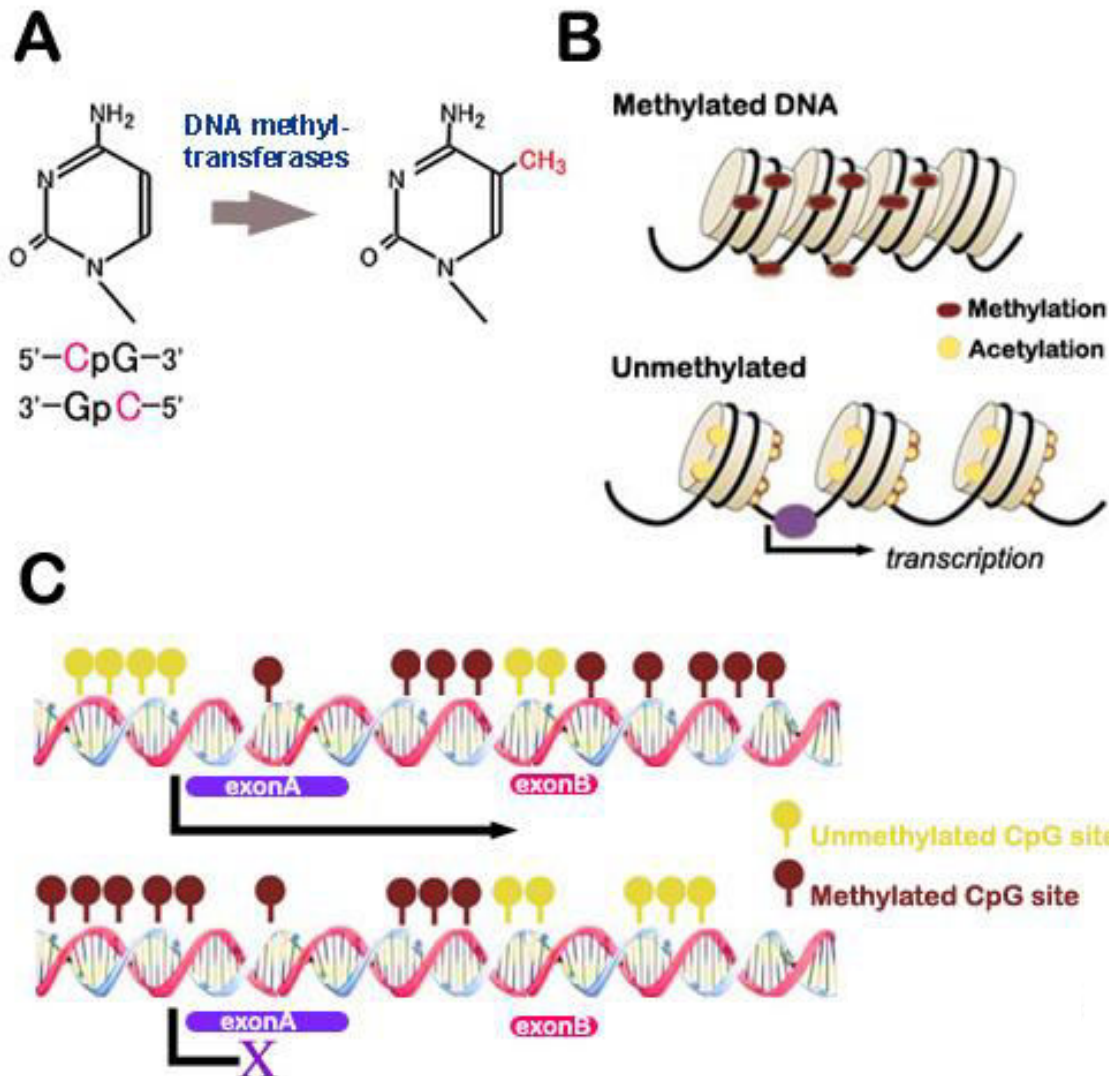 A
NH₂
N
O
N
5'-CpG-3'
3'-GpC-5'
DNA methyl-
transferases
NH₂
CH₃
N
O
N
B
Methylated DNA
Methylation
Acetylation
Unmethylated
transcription
C
exonA
exonB
Unmethylated CpG site
Methylated CpG site
exonA
exonB
X